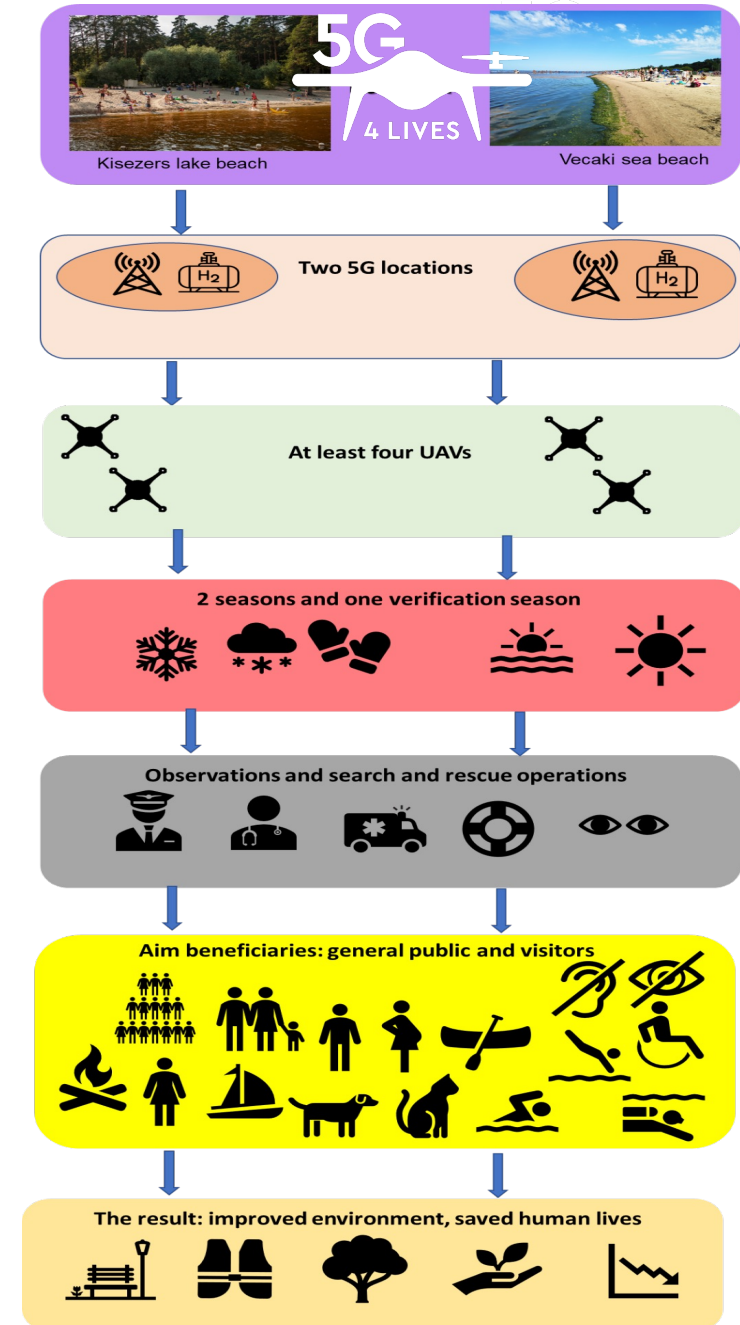 5G
4 LIVES
Kisezers lake beach
Vecaki sea beach
Two 5G locations
H₂
H₂
At least four UAVs
2 seasons and one verification season
Observations and search and rescue operations
Aim beneficiaries: general public and visitors
The result: improved environment, saved human lives